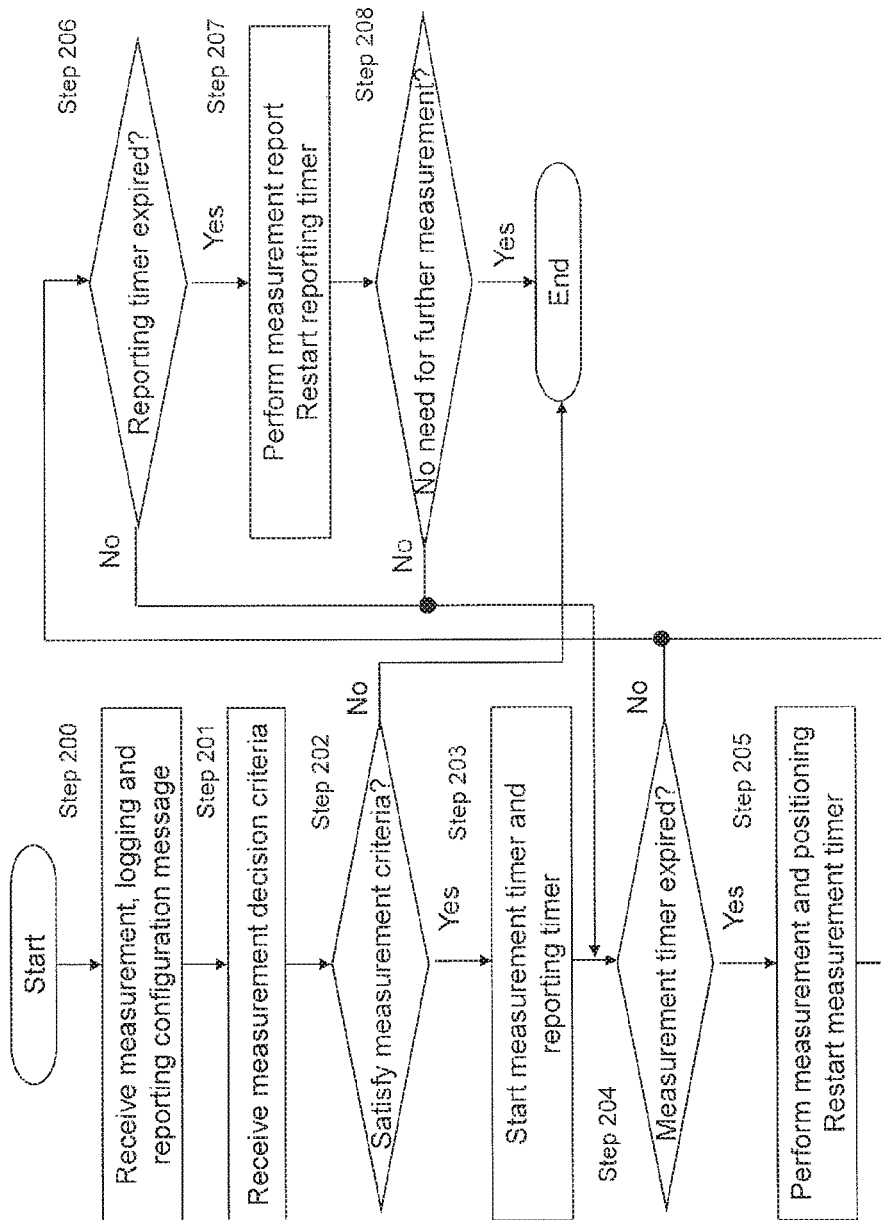 Start
Step 200
Receive measurement, logging and
reporting configuration message
Step 201
Receive measurement decision criteria
Step 202
Satisfy measurement criteria?
No
Yes
Step 203
Start measurement timer and
reporting timer
Step 204
Measurement timer expired?
No
Yes
Step 205
Perform measurement and positioning
Restart measurement timer
Step 206
Reporting timer expired?
No
Yes
Step 207
Perform measurement report
Restart reporting timer
Step 208
No need for further measurement?
No
Yes
End